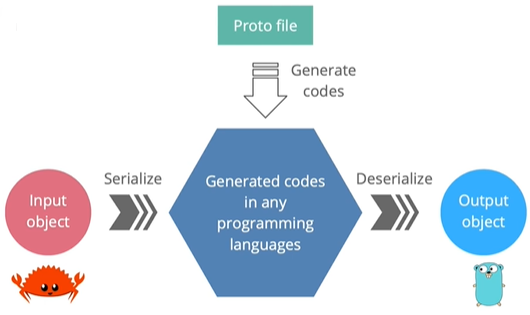 Proto file
Generate
codes
Serialize
Deserialize
Input
object
Generated codes
in any
programming
languages
Output
object